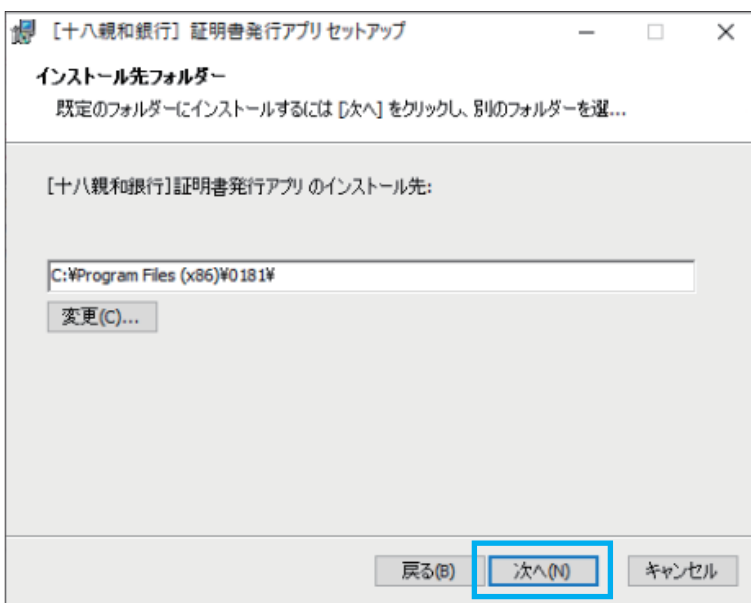 [十八親和銀行] 証明書発行アプリ セットアップ
インストール先フォルダー
既定のフォルダーにインストールするには [次へ] をクリックし、別のフォルダーを選...
[十八親和銀行]証明書発行アプリ のインストール先:
C:¥Program Files (x86)¥0181¥
変更(C)...
戻る(B)
次へ(N)
キャンセル